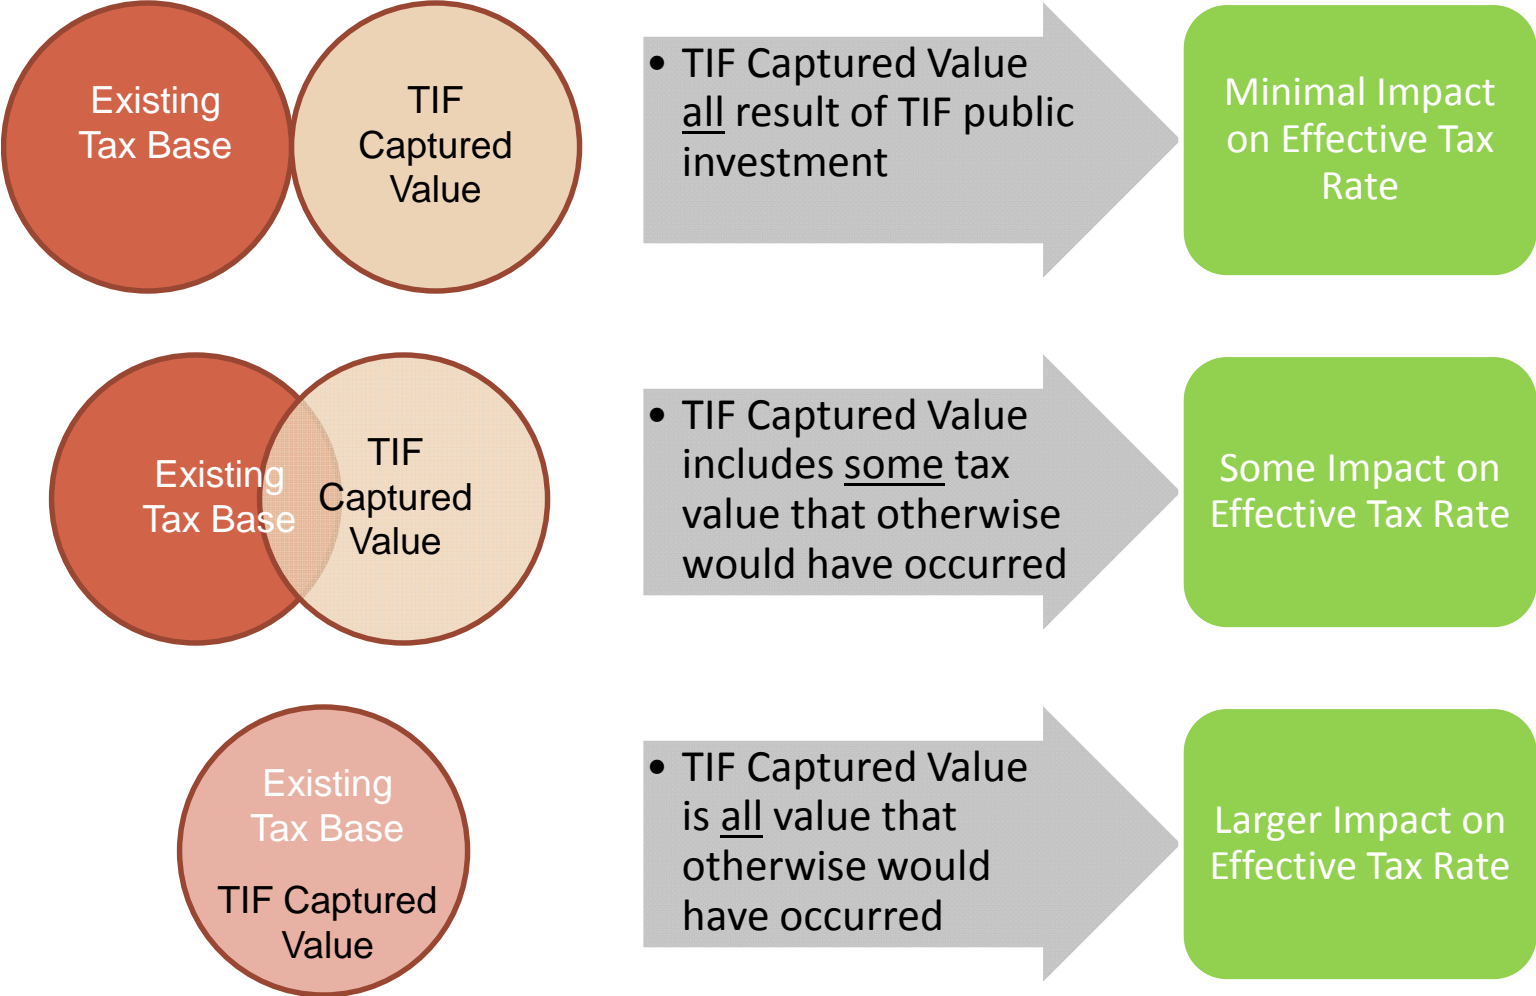 Existing
Tax Base
TIF
Captured
Value
• TIF Captured Value
all result of TIF public
investment
Minimal Impact
on Effective Tax
Rate
Existing
Tax Base
TIF
Captured
Value
• TIF Captured Value
includes some tax
value that otherwise
would have occurred
Some Impact on
Effective Tax Rate
Existing
Tax Base
TIF Captured
Value
• TIF Captured Value
is all value that
otherwise would
have occurred
Larger Impact on
Effective Tax Rate